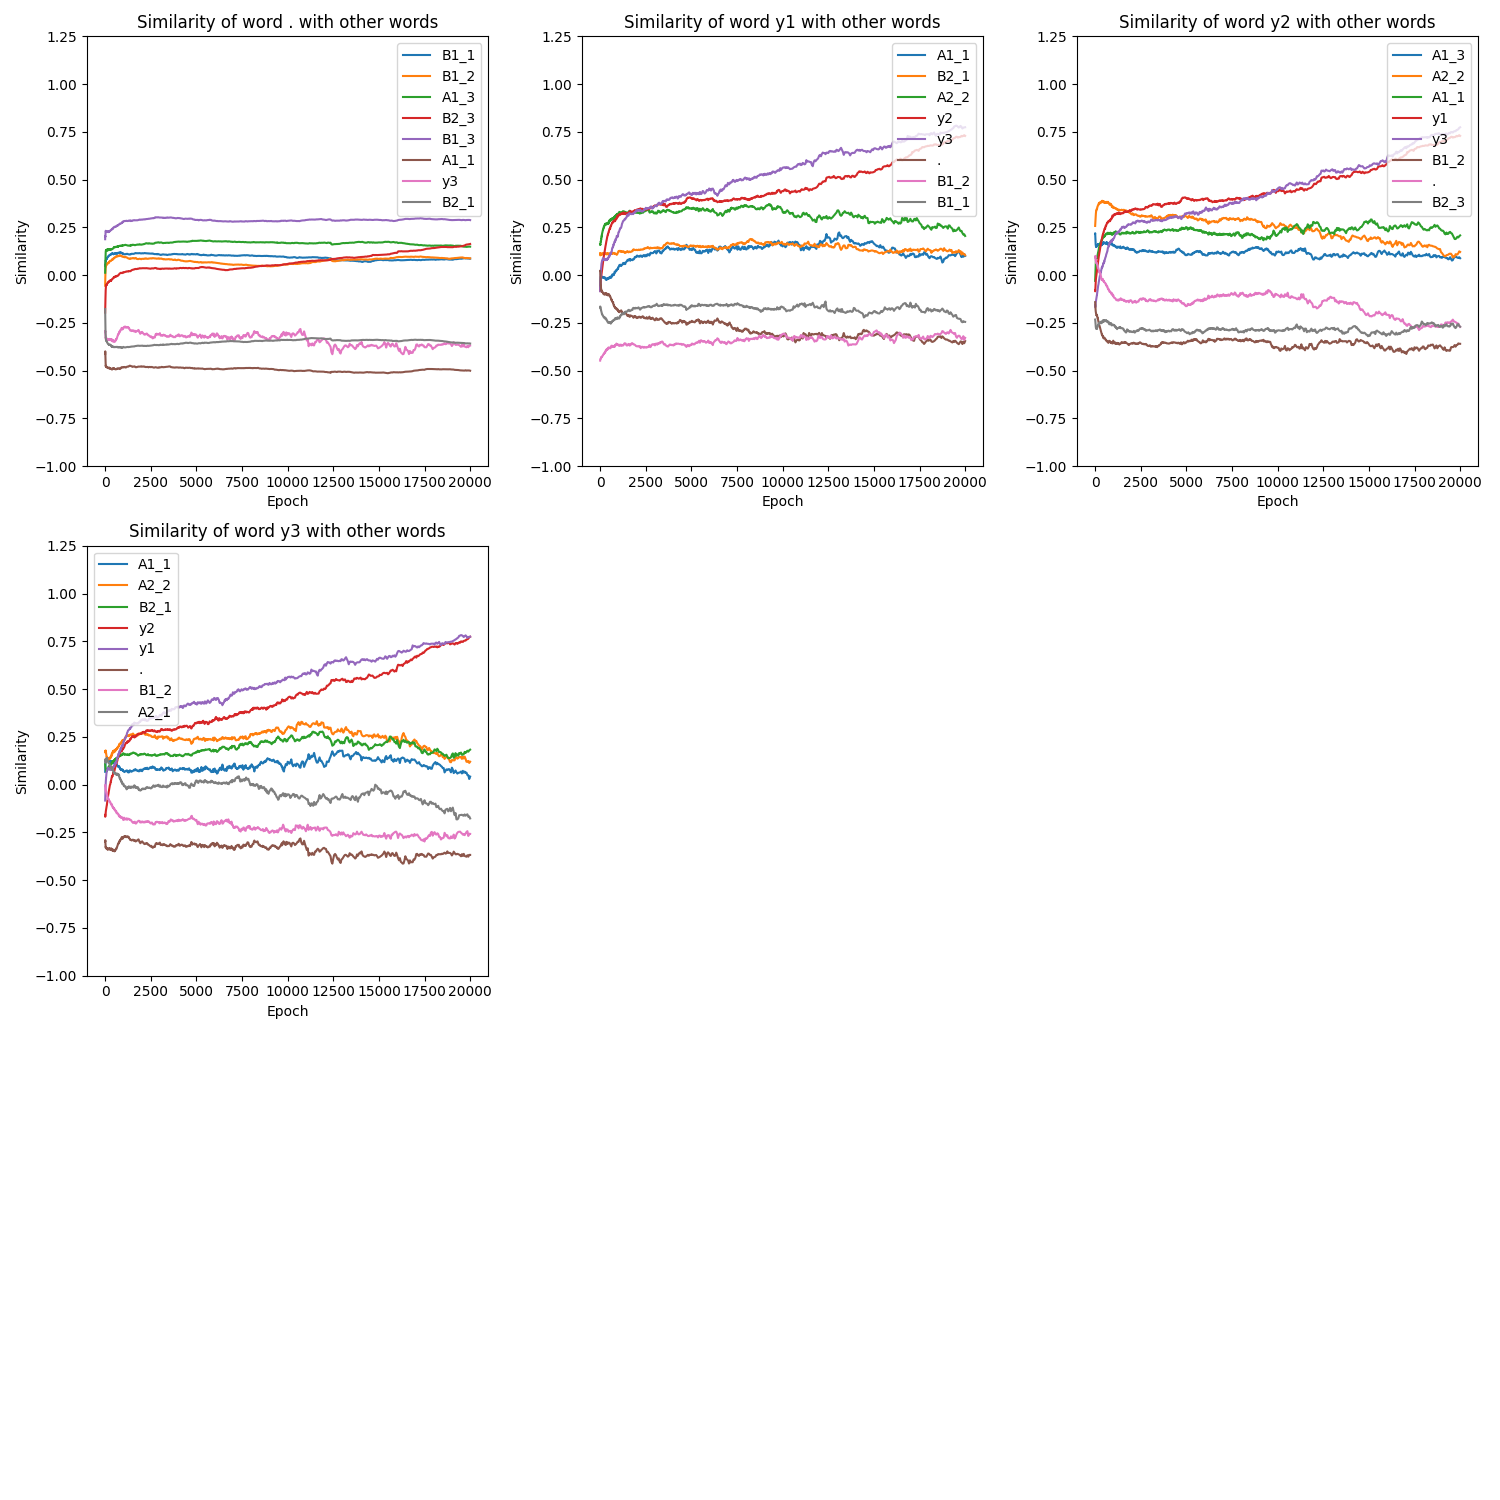 Similarity of word . with other words
1.25
1.00
0.75
0.50
0.25
0.00
−0.25
−0.50
−0.75
−1.00
Similarity
B1_1
B1_2
A1_3
B2_3
B1_3
A1_1
y3
B2_1
0 2500 5000 7500 10000 12500 15000 17500 20000
Epoch
Similarity of word y1 with other words
1.25
1.00
0.75
0.50
0.25
0.00
−0.25
−0.50
−0.75
−1.00
Similarity
A1_1
B2_1
A2_2
y2
y3
.
B1_2
B1_1
0 2500 5000 7500 10000 12500 15000 17500 20000
Epoch
Similarity of word y2 with other words
1.25
1.00
0.75
0.50
0.25
0.00
−0.25
−0.50
−0.75
−1.00
Similarity
A1_3
A2_2
A1_1
y1
y3
B1_2
.
B2_3
0 2500 5000 7500 10000 12500 15000 17500 20000
Epoch
Similarity of word y3 with other words
1.25
1.00
0.75
0.50
0.25
0.00
−0.25
−0.50
−0.75
−1.00
Similarity
A1_1
A2_2
B2_1
y2
y1
.
B1_2
A2_1
0 2500 5000 7500 10000 12500 15000 17500 20000
Epoch